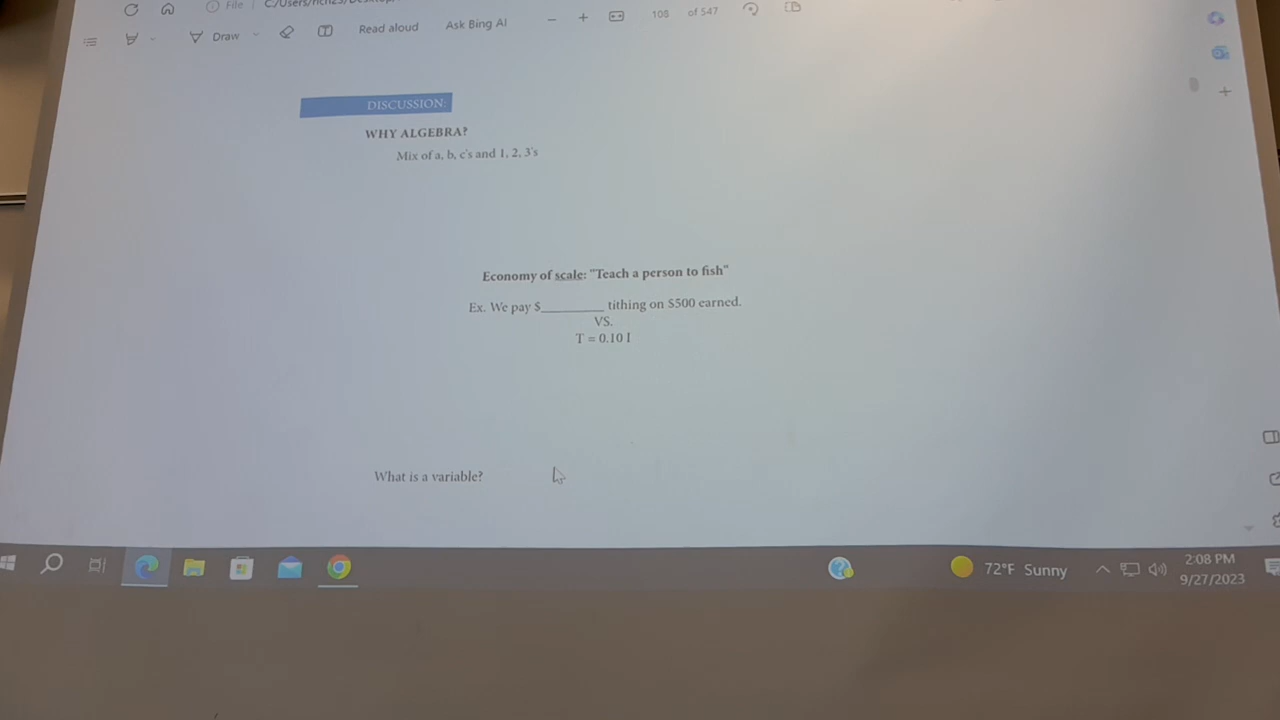 File
Draw
Read aloud
Ask Bing AI
108 of 547
DISCUSSION:
WHY ALGEBRA?
Mix of a, b, c's and 1, 2, 3's
Economy of scale: "Teach a person to fish"
Ex. We pay $_________ tithing on $500 earned.
VS.
T = 0.10 I
What is a variable?
72°F Sunny
2:08 PM
9/27/2023